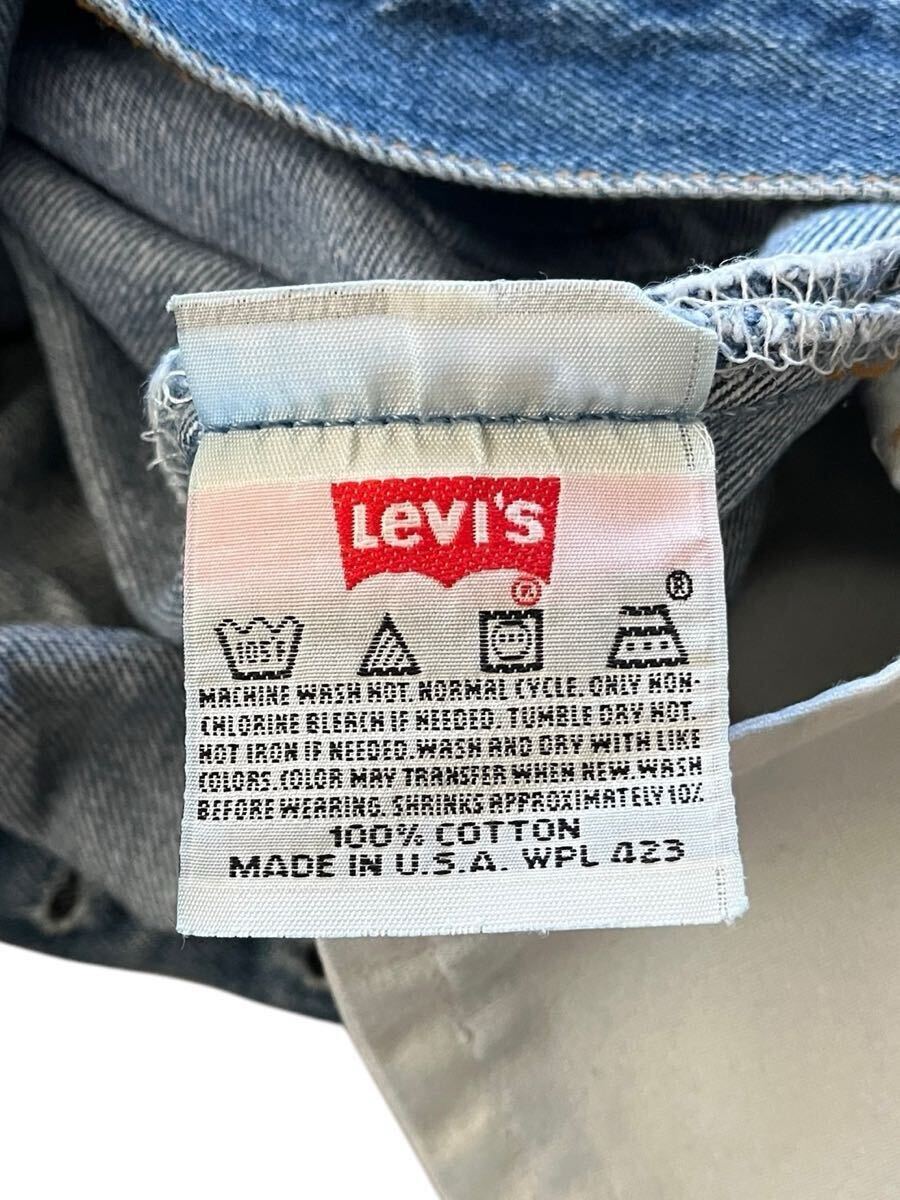 Levi's
®
®
105°F
MACHINE WASH HOT. NORMAL CYCLE. ONLY NON-
CHLORINE BLEACH IF NEEDED. TUMBLE DRY HOT.
HOT IRON IF NEEDED. WASH AND DRY WITH LIKE
COLORS. COLOR MAY TRANSFER WHEN NEW. WASH
BEFORE WEARING. SHRINKS APPROXIMATELY 10%
100% COTTON
MADE IN U.S.A. WPL 423